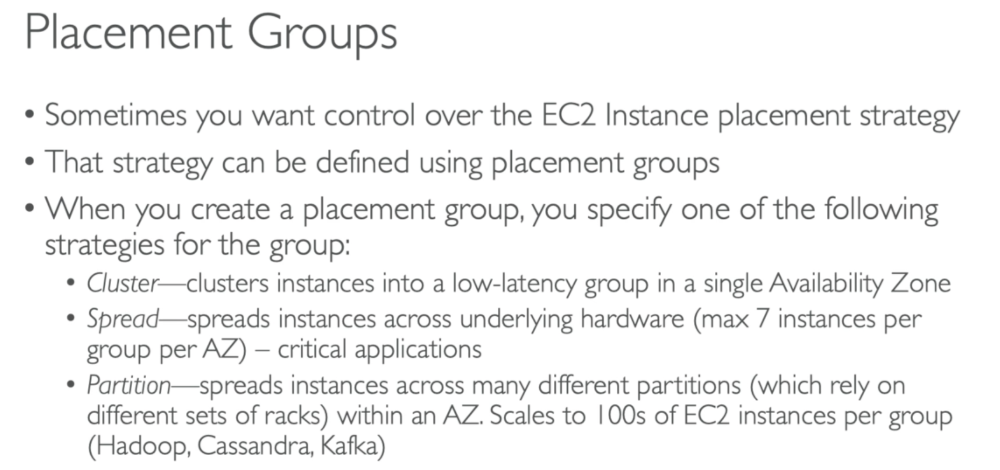 Placement Groups
• Sometimes you want control over the EC2 Instance placement strategy
• That strategy can be defined using placement groups
• When you create a placement group, you specify one of the following
strategies for the group:
• Cluster—clusters instances into a low-latency group in a single Availability Zone
• Spread—spreads instances across underlying hardware (max 7 instances per
group per AZ) – critical applications
• Partition—spreads instances across many different partitions (which rely on
different sets of racks) within an AZ. Scales to 100s of EC2 instances per group
(Hadoop, Cassandra, Kafka)